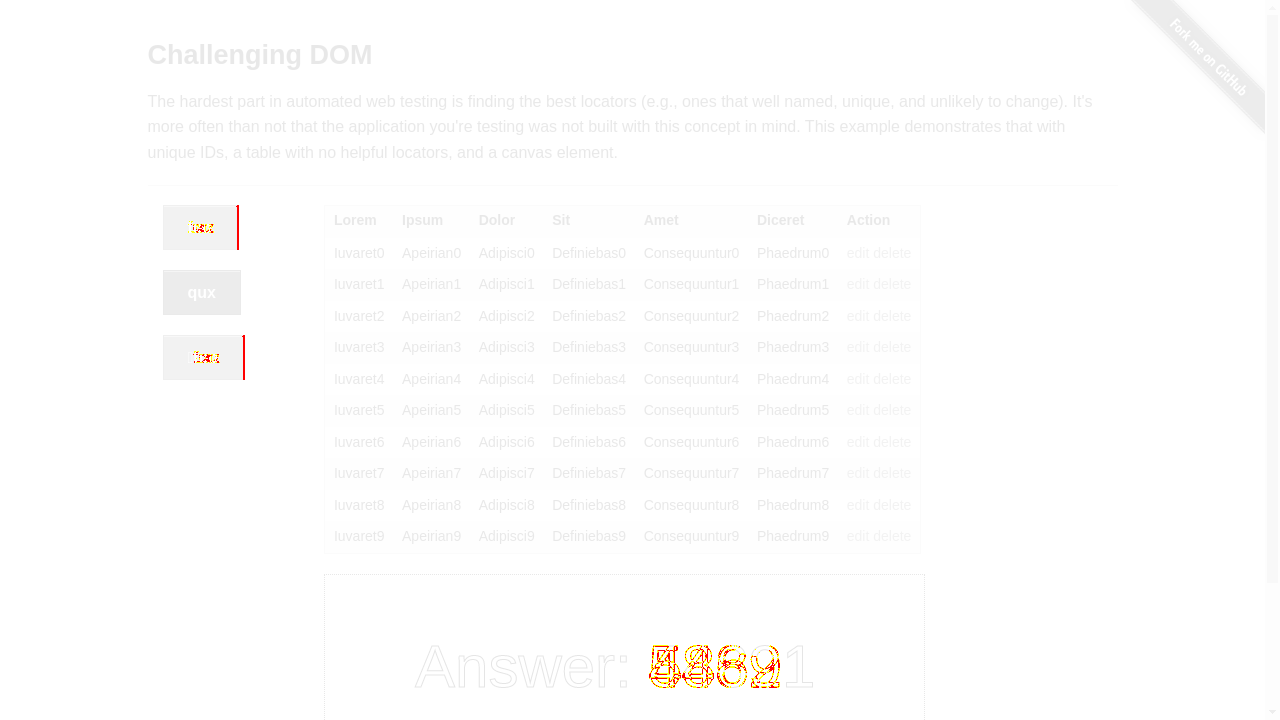 Fork me on GitHub
Challenging DOM
The hardest part in automated web testing is finding the best locators (e.g., ones that well named, unique, and unlikely to change). It's
more often than not that the application you're testing was not built with this concept in mind. This example demonstrates that with
unique IDs, a table with no helpful locators, and a canvas element.
qux
Lorem Ipsum Dolor Sit Amet Diceret Action
Iuvaret0 Apeirian0 Adipisci0 Definiebas0 Consequuntur0 Phaedrum0 edit delete
Iuvaret1 Apeirian1 Adipisci1 Definiebas1 Consequuntur1 Phaedrum1 edit delete
Iuvaret2 Apeirian2 Adipisci2 Definiebas2 Consequuntur2 Phaedrum2 edit delete
Iuvaret3 Apeirian3 Adipisci3 Definiebas3 Consequuntur3 Phaedrum3 edit delete
Iuvaret4 Apeirian4 Adipisci4 Definiebas4 Consequuntur4 Phaedrum4 edit delete
Iuvaret5 Apeirian5 Adipisci5 Definiebas5 Consequuntur5 Phaedrum5 edit delete
Iuvaret6 Apeirian6 Adipisci6 Definiebas6 Consequuntur6 Phaedrum6 edit delete
Iuvaret7 Apeirian7 Adipisci7 Definiebas7 Consequuntur7 Phaedrum7 edit delete
Iuvaret8 Apeirian8 Adipisci8 Definiebas8 Consequuntur8 Phaedrum8 edit delete
Iuvaret9 Apeirian9 Adipisci9 Definiebas9 Consequuntur9 Phaedrum9 edit delete
Answer: